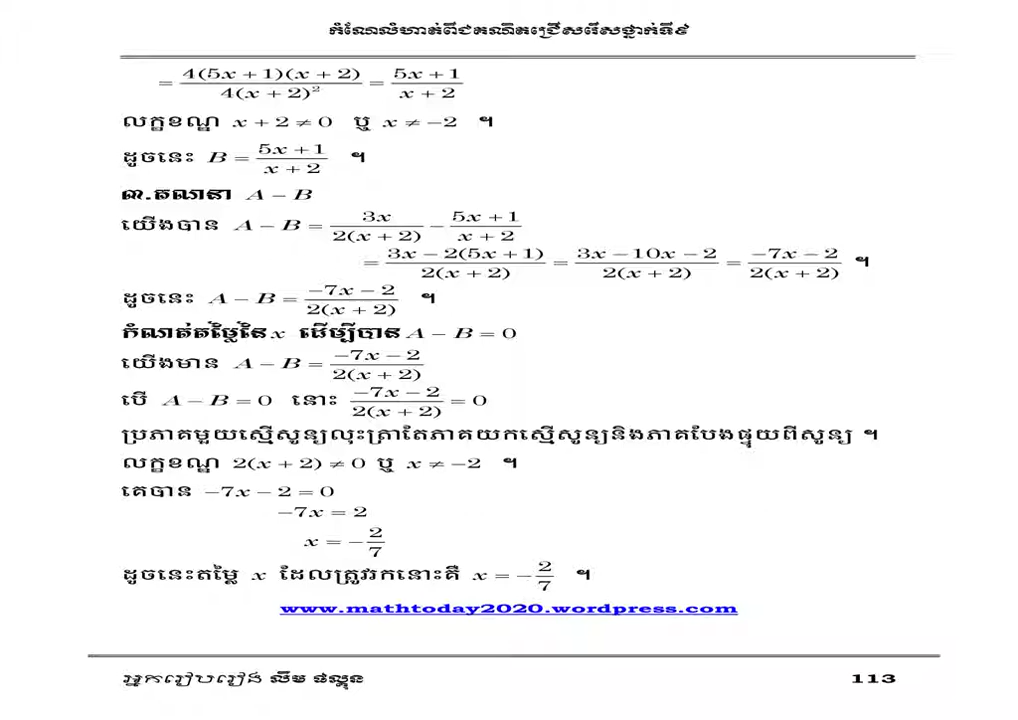 កំណែលំហាត់ពីជគណិតជ្រើសរើសថ្នាក់ទី៩
= 4(5x + 1)(x + 2) / 4(x + 2)² = 5x + 1 / x + 2
លក្ខខណ្ឌ x + 2 ≠ 0 ឬ x ≠ −2 ។
ដូចនេះ B = 5x + 1 / x + 2 ។
៣.គណនា A − B
យើងបាន A − B = 3x / 2(x + 2) − 5x + 1 / x + 2
= 3x − 2(5x + 1) / 2(x + 2) = 3x − 10x − 2 / 2(x + 2) = −7x − 2 / 2(x + 2) ។
ដូចនេះ A − B = −7x − 2 / 2(x + 2) ។
កំណត់តម្លៃនៃ x ដើម្បីបាន A − B = 0
យើងមាន A − B = −7x − 2 / 2(x + 2)
បើ A − B = 0 នោះ −7x − 2 / 2(x + 2) = 0
ប្រភាគមួយស្មើសូន្យលុះត្រាតែភាគយកស្មើសូន្យនិងភាគបែងផ្ទុយពីសូន្យ ។
លក្ខខណ្ឌ 2(x + 2) ≠ 0 ឬ x ≠ −2 ។
គេបាន −7x − 2 = 0
−7x = 2
x = − 2 / 7
ដូចនេះតម្លៃ x ដែលត្រូវរកនោះគឺ x = − 2 / 7 ។
www.mathtoday2020.wordpress.com
អ្នករៀបរៀង លឹម ផល្គុន 113